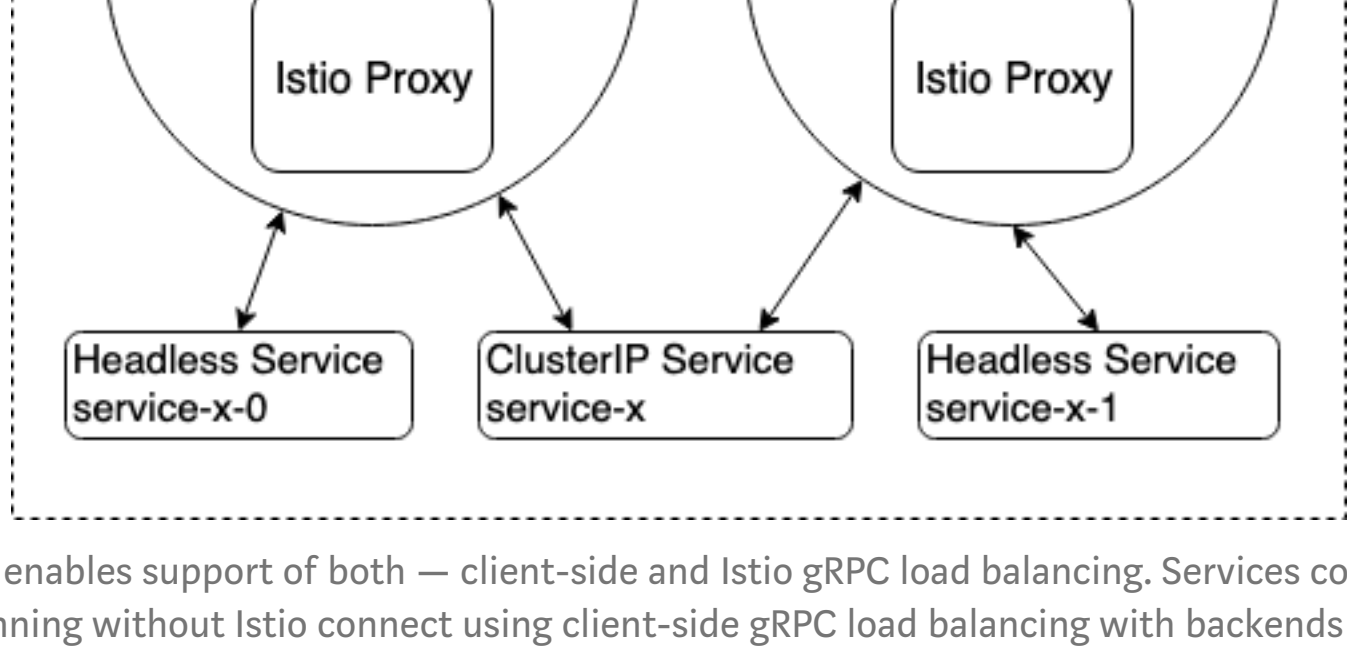 Istio Proxy
Istio Proxy
Headless Service
service-x-0
ClusterIP Service
service-x
Headless Service
service-x-1
enables support of both — client-side and Istio gRPC load balancing. Services
without Istio connect using client-side gRPC load balancing with backends